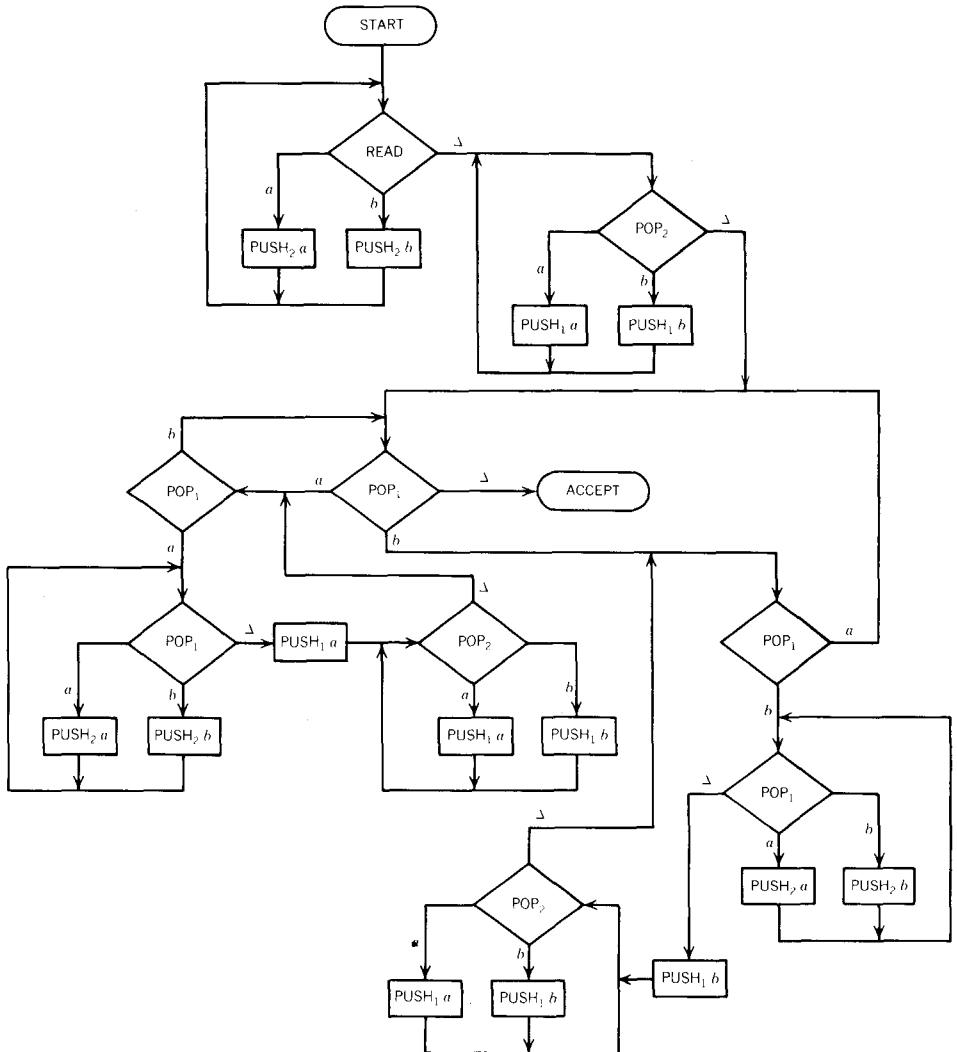 START
READ
Δ
a
b
PUSH₂ a
PUSH₂ b
POP₂
Δ
a
b
PUSH₁ a
PUSH₁ b
b
POP₁
a
POP₁
Δ
ACCEPT
a
b
Δ
POP₁
Δ
PUSH₁ a
POP₂
POP₁
a
a
b
a
b
b
PUSH₂ a
PUSH₂ b
PUSH₁ a
PUSH₁ b
Δ
POP₁
Δ
a
b
PUSH₂ a
PUSH₂ b
POP₂
a
b
PUSH₁ b
PUSH₁ a
PUSH₁ b